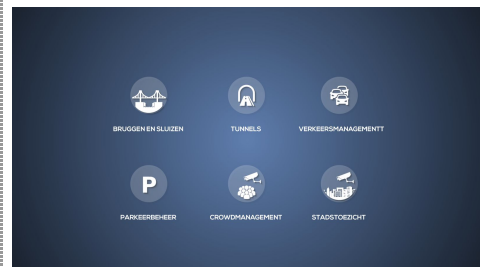 BRUGGEN EN SLUIZEN
TUNNELS
VERKEERSMANAGEMENTT
P
PARKEERBEHEER
CROWDMANAGEMENT
STADSTOEZICHT